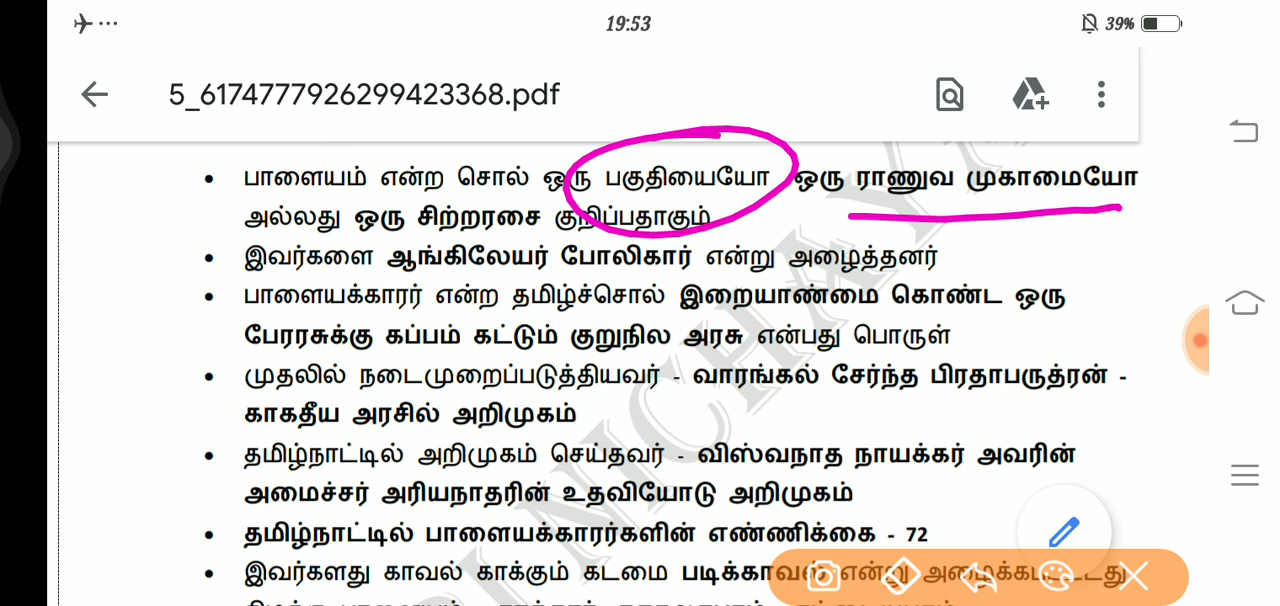 19:53
39%
5_6174777926299423368.pdf
• பாளையம் என்ற சொல் ஒரு பகுதியையோ ஒரு ராணுவ முகாமையோ
அல்லது ஒரு சிற்றரசை குறிப்பதாகும்
• இவர்களை ஆங்கிலேயர் போலிகார் என்று அழைத்தனர்
• பாளையக்காரர் என்ற தமிழ்ச்சொல் இறையாண்மை கொண்ட ஒரு
பேரரசுக்கு கப்பம் கட்டும் குறுநில அரசு என்பது பொருள்
• முதலில் நடைமுறைப்படுத்தியவர் - வாரங்கல் சேர்ந்த பிரதாபருத்ரன் -
காகதீய அரசில் அறிமுகம்
• தமிழ்நாட்டில் அறிமுகம் செய்தவர் - விஸ்வநாத நாயக்கர் அவரின்
அமைச்சர் அரியநாதரின் உதவியோடு அறிமுகம்
• தமிழ்நாட்டில் பாளையக்காரர்களின் எண்ணிக்கை - 72
• இவர்களது காவல் காக்கும் கடமை படிக்காவல் என்று அழைக்கப்பட்டது